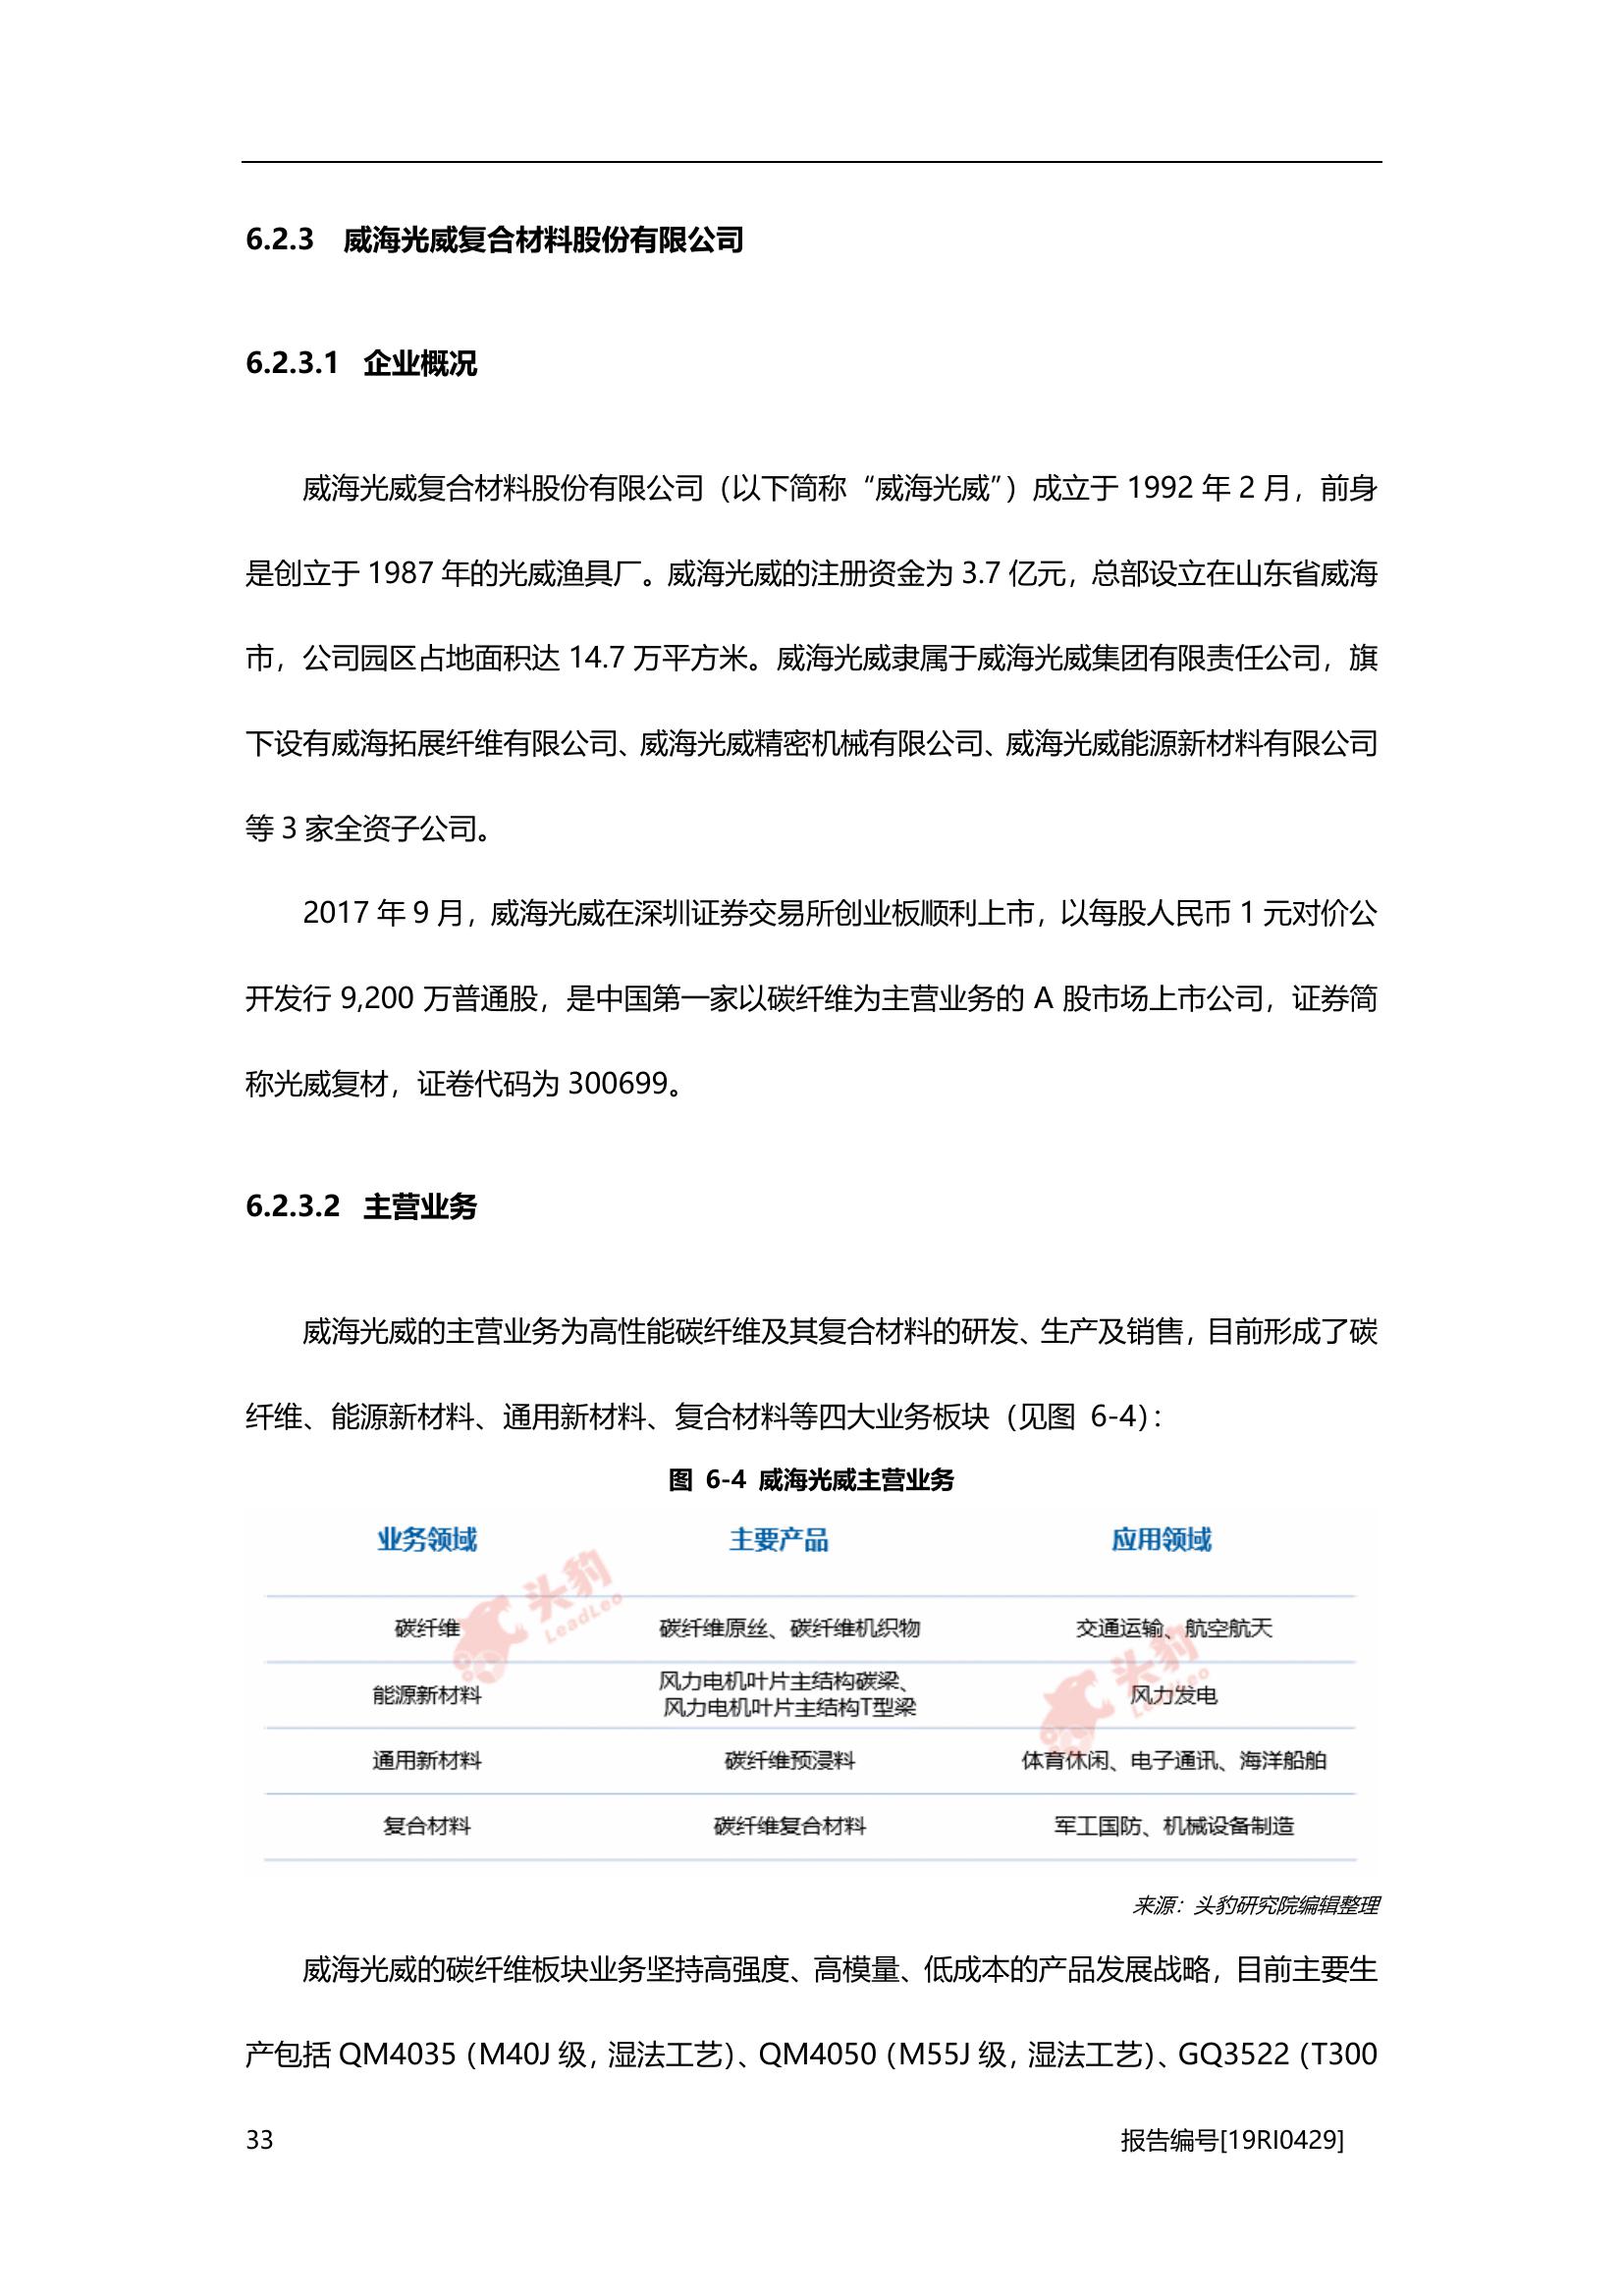 6.2.3 威海光威复合材料股份有限公司
6.2.3.1 企业概况
威海光威复合材料股份有限公司（以下简称“威海光威”）成立于 1992 年 2 月，前身
是创立于 1987 年的光威渔具厂。威海光威的注册资金为 3.7 亿元，总部设立在山东省威海
市，公司园区占地面积达 14.7 万平方米。威海光威隶属于威海光威集团有限责任公司，旗
下设有威海拓展纤维有限公司、威海光威精密机械有限公司、威海光威能源新材料有限公司
等 3 家全资子公司。
2017 年 9 月，威海光威在深圳证券交易所创业板顺利上市，以每股人民币 1 元对价公
开发行 9,200 万普通股，是中国第一家以碳纤维为主营业务的 A 股市场上市公司，证券简
称光威复材，证卷代码为 300699。
6.2.3.2 主营业务
威海光威的主营业务为高性能碳纤维及其复合材料的研发、生产及销售，目前形成了碳
纤维、能源新材料、通用新材料、复合材料等四大业务板块（见图 6-4）：
图 6-4 威海光威主营业务
业务领域 主要产品 应用领域
头豹
LeadLeo
碳纤维 碳纤维原丝、碳纤维机织物 交通运输、航空航天
头豹
LeadLeo
能源新材料 风力电机叶片主结构碳梁、
风力电机叶片主结构T型梁 风力发电
通用新材料 碳纤维预浸料 体育休闲、电子通讯、海洋船舶
复合材料 碳纤维复合材料 军工国防、机械设备制造
来源：头豹研究院编辑整理
威海光威的碳纤维板块业务坚持高强度、高模量、低成本的产品发展战略，目前主要生
产包括 QM4035（M40J 级，湿法工艺）、QM4050（M55J 级，湿法工艺）、GQ3522（T300
33 报告编号[19RI0429]